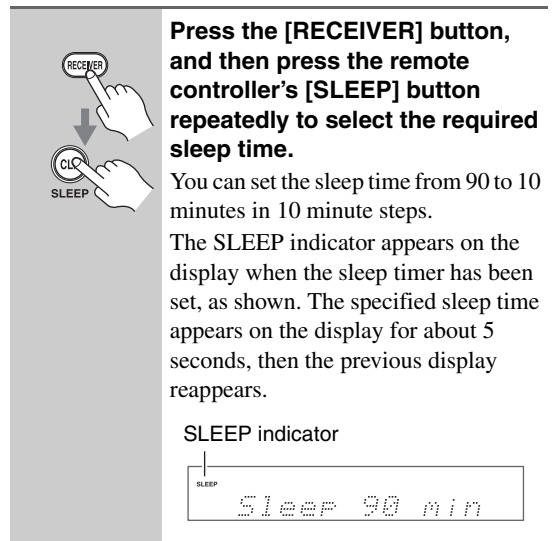 RECEIVER
CLR
SLEEP
Press the [RECEIVER] button,
and then press the remote
controller’s [SLEEP] button
repeatedly to select the required
sleep time.
You can set the sleep time from 90 to 10
minutes in 10 minute steps.
The SLEEP indicator appears on the
display when the sleep timer has been
set, as shown. The specified sleep time
appears on the display for about 5
seconds, then the previous display
reappears.
SLEEP indicator
SLEEP
Sleep 90 min